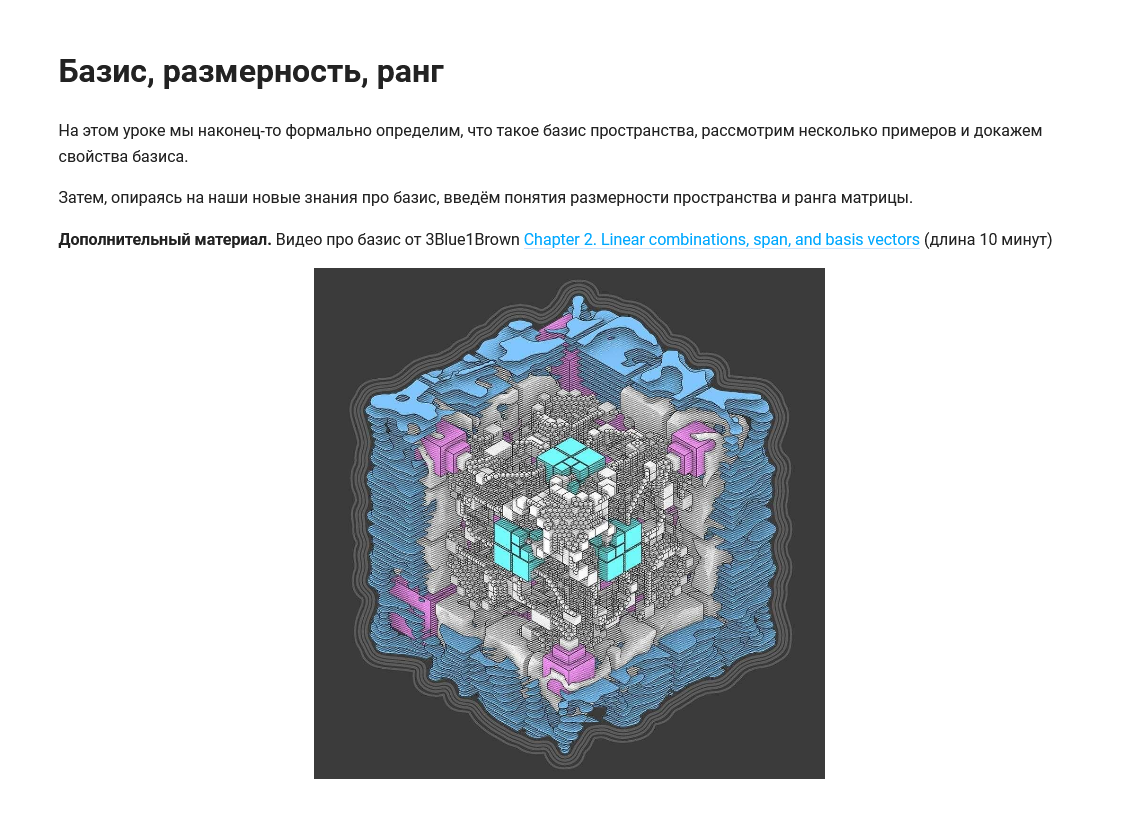 Базис, размерность, ранг
На этом уроке мы наконец-то формально определим, что такое базис пространства, рассмотрим несколько примеров и докажем
свойства базиса.
Затем, опираясь на наши новые знания про базис, введём понятия размерности пространства и ранга матрицы.
Дополнительный материал. Видео про базис от 3Blue1Brown Chapter 2. Linear combinations, span, and basis vectors (длина 10 минут)